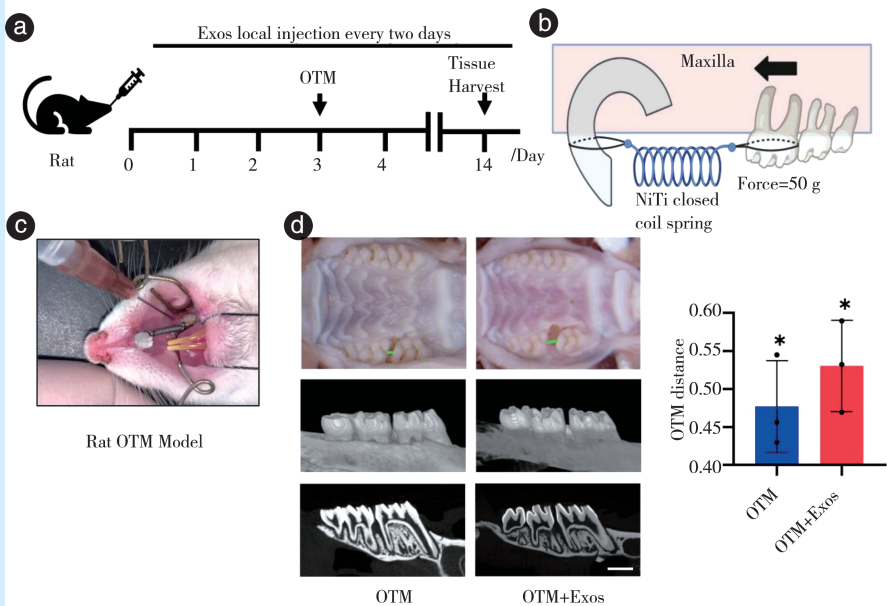 a
Exos local injection every two days
OTM
Tissue
Harvest
Rat
0 1 2 3 4 14 /Day
b
Maxilla
Force=50 g
NiTi closed
coil spring
c
Rat OTM Model
d
OTM
OTM+Exos
OTM distance
0.60
0.55
0.50
0.45
0.40
*
*
OTM
OTM+Exos